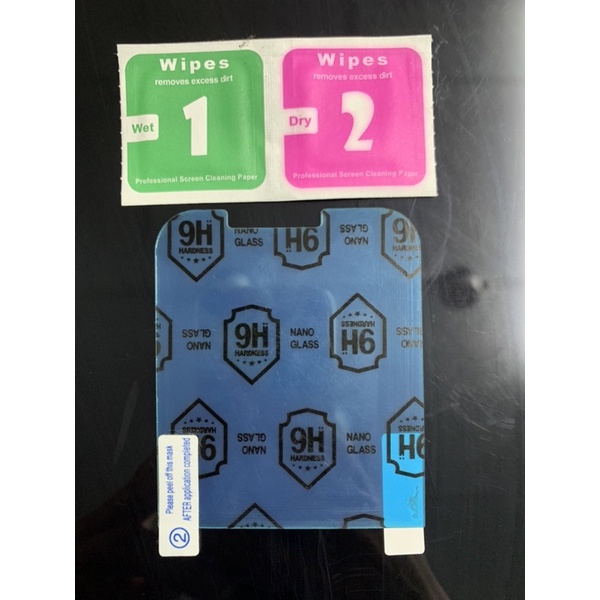 Wipes
removes excess dirt
Wet
1
Professional Screen Cleaning Paper
Wipes
removes excess dirt
Dry
2
Professional Screen Cleaning Paper
9H
HARDNESS
NANO
GLASS
9H
NANO
GLASS
9H
NANO
GLASS
9H
HARDNESS
NANO
GLASS
9H
HARDNESS
9H
HARDNESS
NANO
GLASS
9H
HARDNESS
NANO
GLASS
9H
Please peel off this mask
AFTER application completed
2